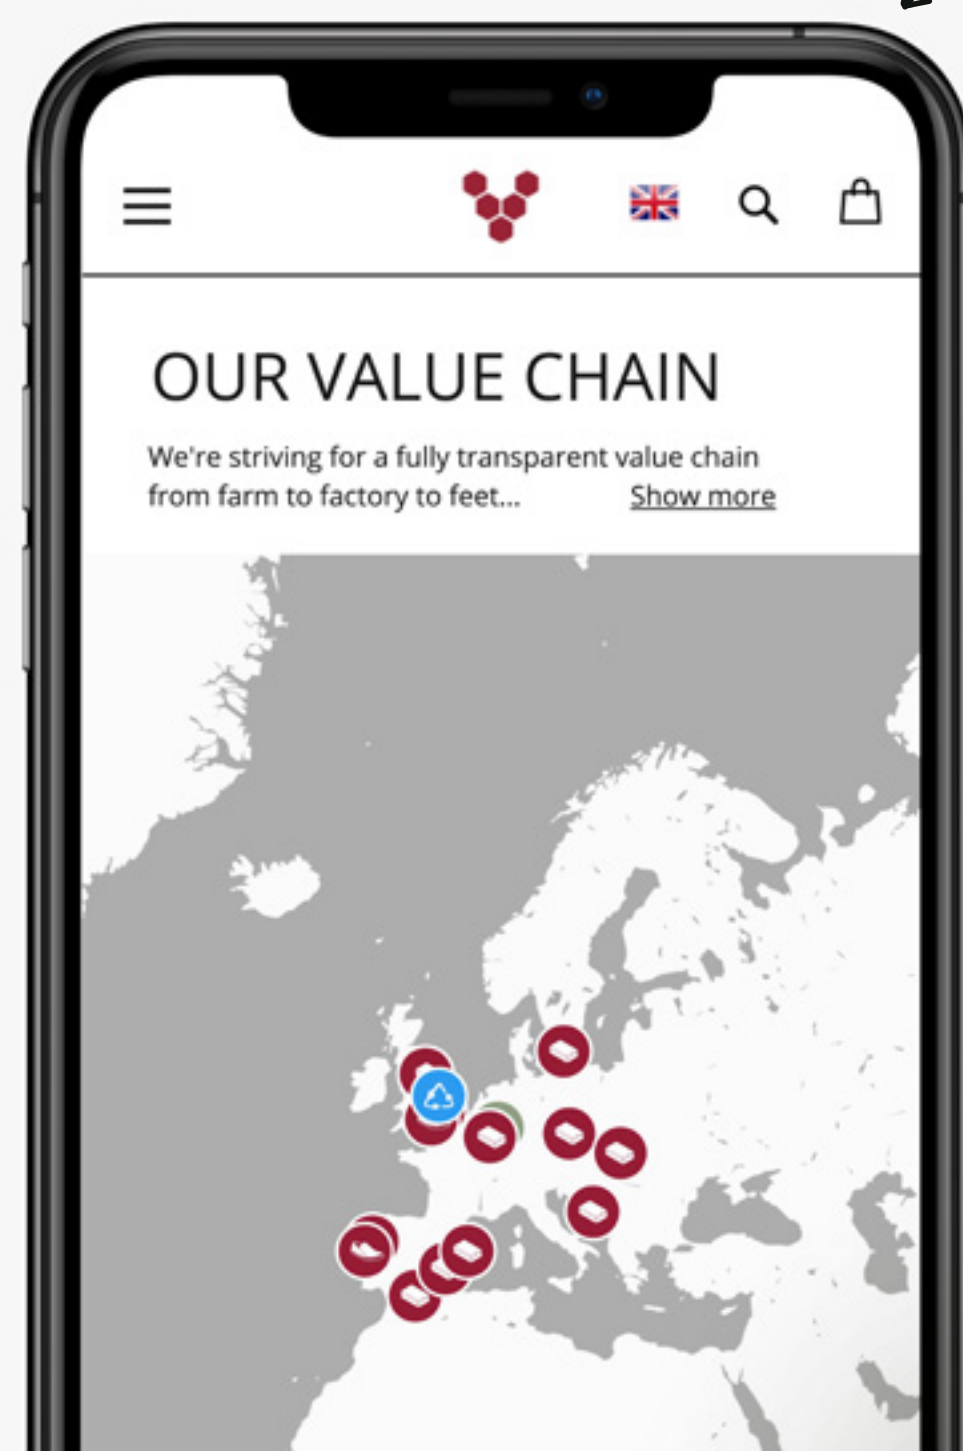 OUR VALUE CHAIN
We're striving for a fully transparent value chain
from farm to factory to feet... Show more